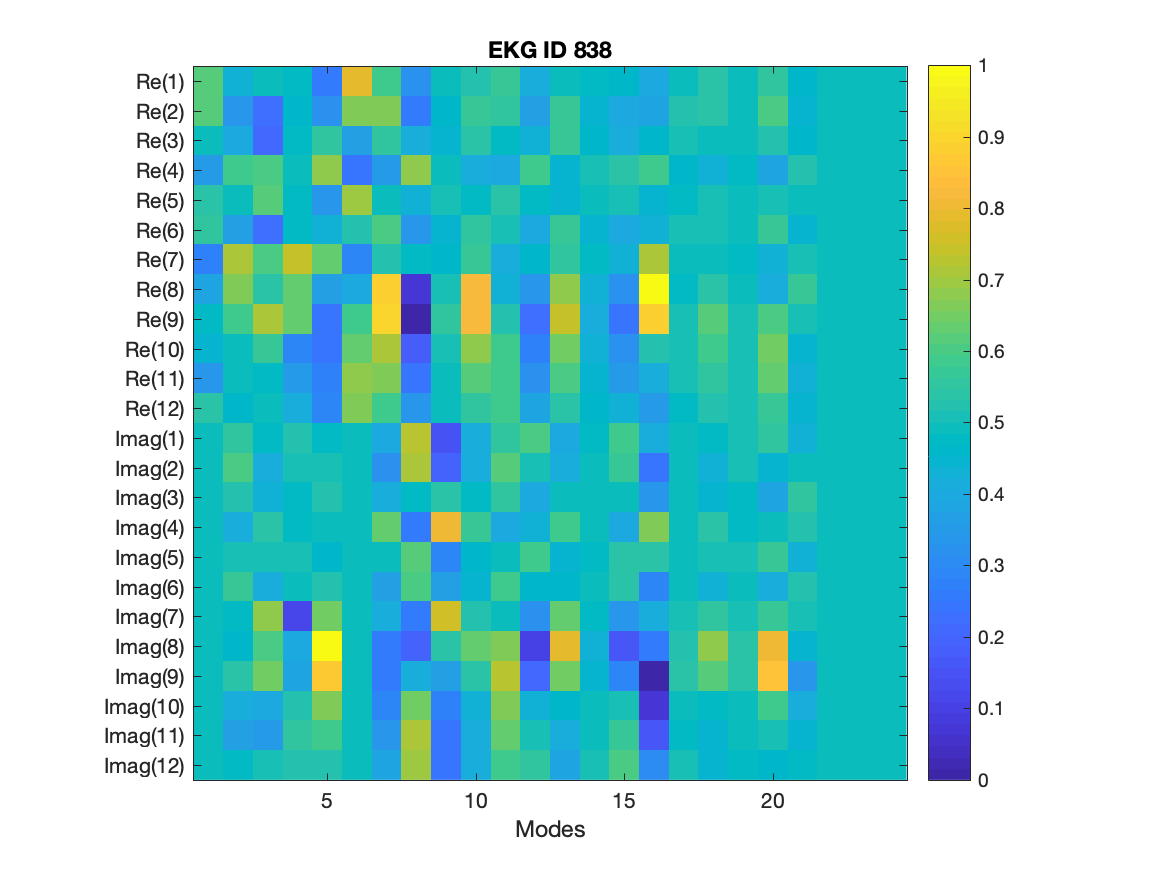 EKG ID 838
Re(1)
Re(2)
Re(3)
Re(4)
Re(5)
Re(6)
Re(7)
Re(8)
Re(9)
Re(10)
Re(11)
Re(12)
Imag(1)
Imag(2)
Imag(3)
Imag(4)
Imag(5)
Imag(6)
Imag(7)
Imag(8)
Imag(9)
Imag(10)
Imag(11)
Imag(12)
5 10 15 20
Modes
1
0.9
0.8
0.7
0.6
0.5
0.4
0.3
0.2
0.1
0